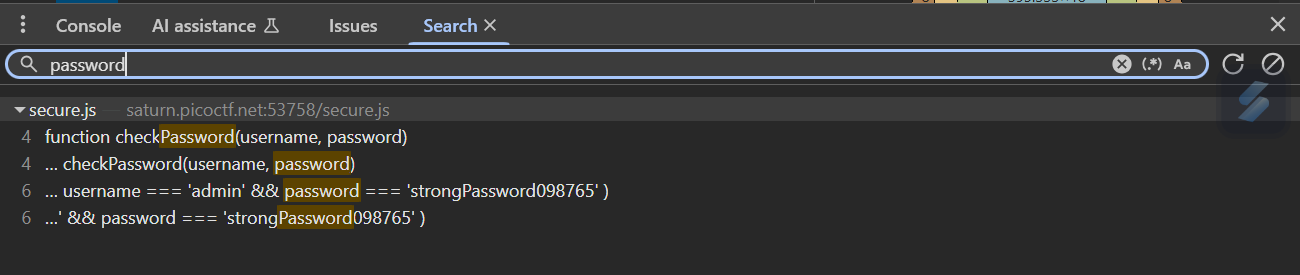 Console AI assistance Issues Search
password (.*) Aa
secure.js — saturn.picoctf.net:53758/secure.js
4 function checkPassword(username, password)
4 ... checkPassword(username, password)
6 ... username === 'admin' && password === 'strongPassword098765' )
6 ...' && password === 'strongPassword098765' )